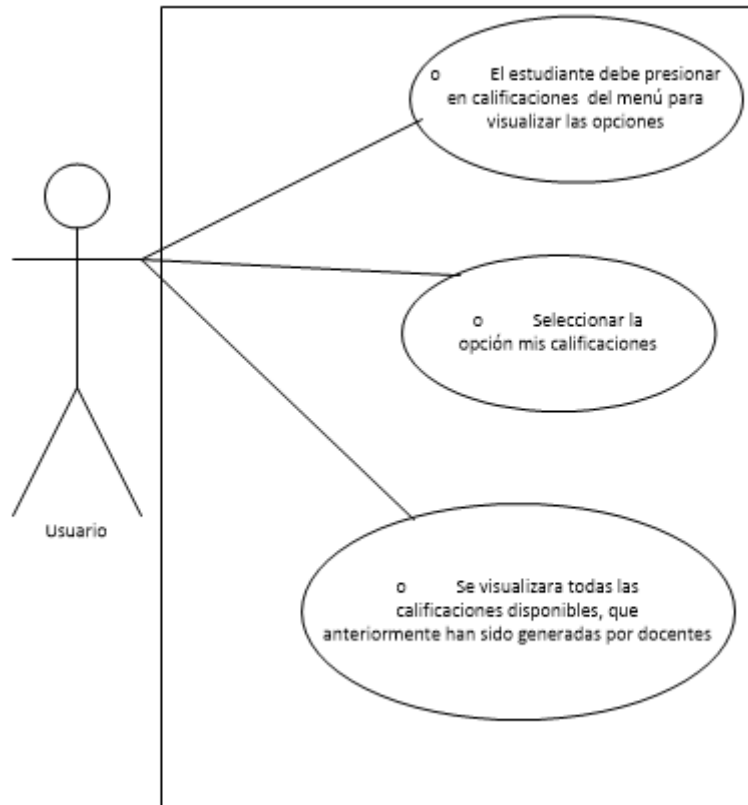 o El estudiante debe presionar
en calificaciones del menú para
visualizar las opciones
o Seleccionar la
opción mis calificaciones
Usuario
o Se visualizara todas las
calificaciones disponibles, que
anteriormente han sido generadas por docentes